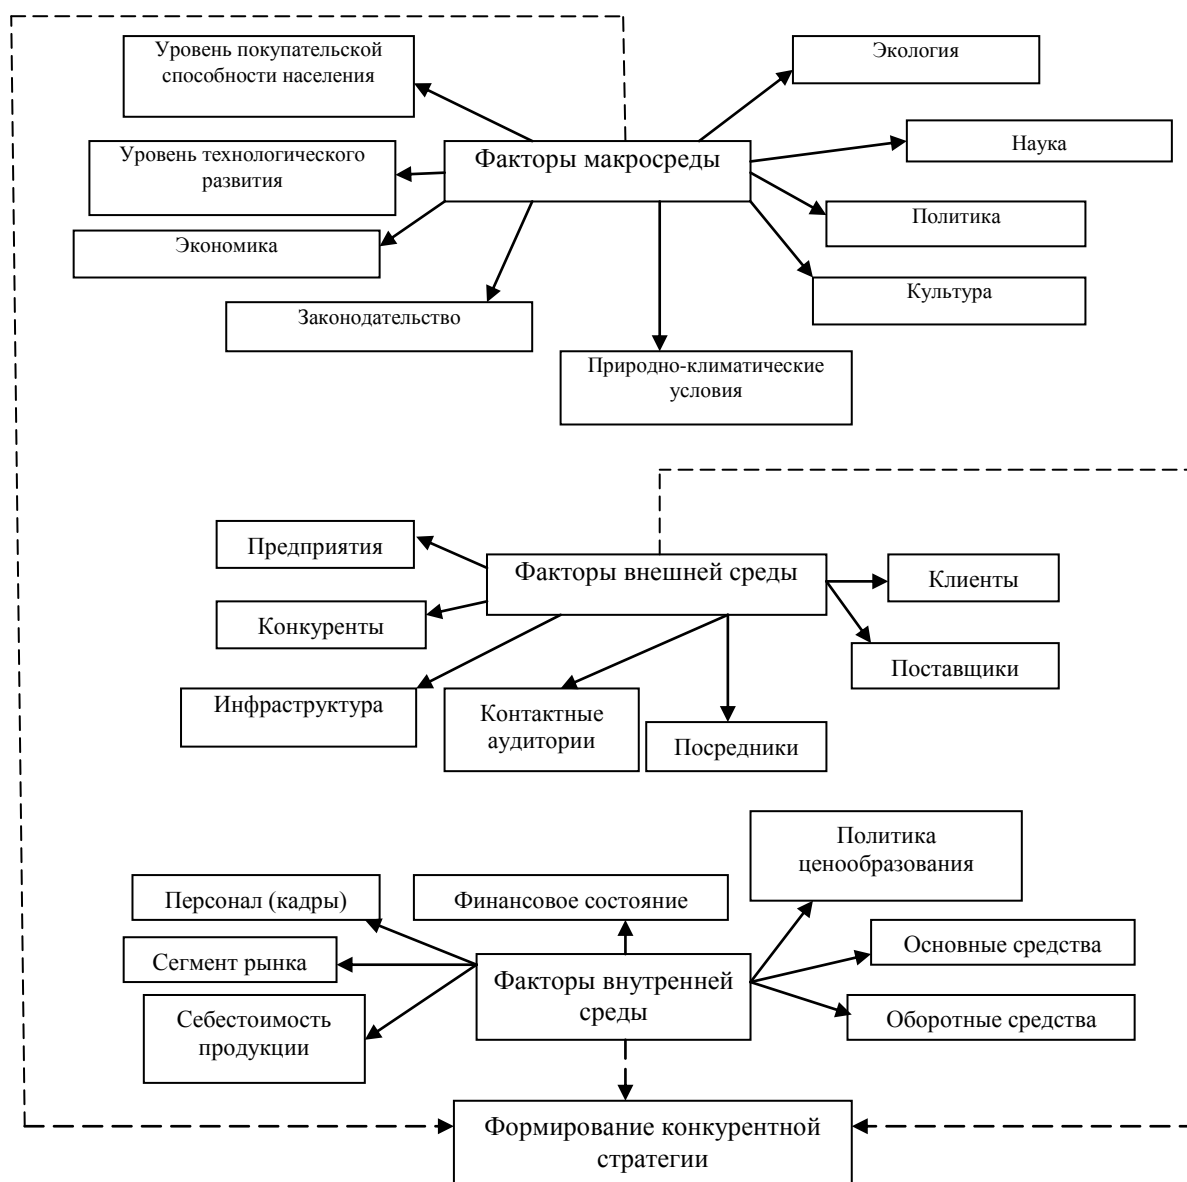 Уровень покупательской
способности населения
Экология
Наука
Факторы макросреды
Уровень технологического
развития
Политика
Экономика
Культура
Законодательство
Природно-климатические
условия
Предприятия
Факторы внешней среды
Клиенты
Конкуренты
Поставщики
Инфраструктура
Контактные
аудитории
Посредники
Политика
ценообразования
Персонал (кадры)
Финансовое состояние
Основные средства
Сегмент рынка
Факторы внутренней
среды
Оборотные средства
Себестоимость
продукции
Формирование конкурентной
стратегии